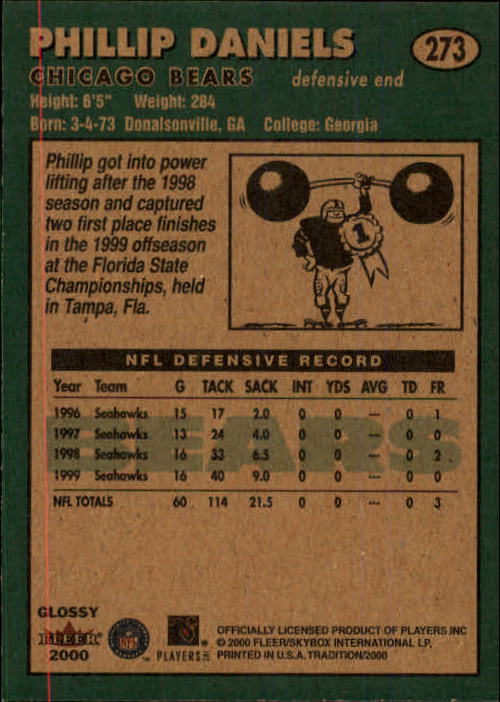 PHILLIP DANIELS
273
CHICAGO BEARS defensive end
Height: 6'5" Weight: 284
Born: 3-4-73 Donalsonville, GA College: Georgia
Phillip got into power
lifting after the 1998
season and captured
two first place finishes
in the 1999 offseason
at the Florida State
Championships, held
in Tampa, Fla.
1
NFL DEFENSIVE RECORD
Year Team G TACK SACK INT YDS AVG TD FR
1996 Seahawks 15 17 2.0 0 0 --- 0 1
1997 Seahawks 13 24 4.0 0 0 --- 0 0
1998 Seahawks 16 33 6.5 0 0 --- 0 2
1999 Seahawks 16 40 9.0 0 0 --- 0 0
NFL TOTALS 60 114 21.5 0 0 --- 0 3
BEARS
GLOSSY
FLEER
2000
NFL
PLAYERS INC
OFFICIALLY LICENSED PRODUCT OF PLAYERS INC
© 2000 FLEER/SKYBOX INTERNATIONAL LP,
PRINTED IN U.S.A. TRADITION/2000